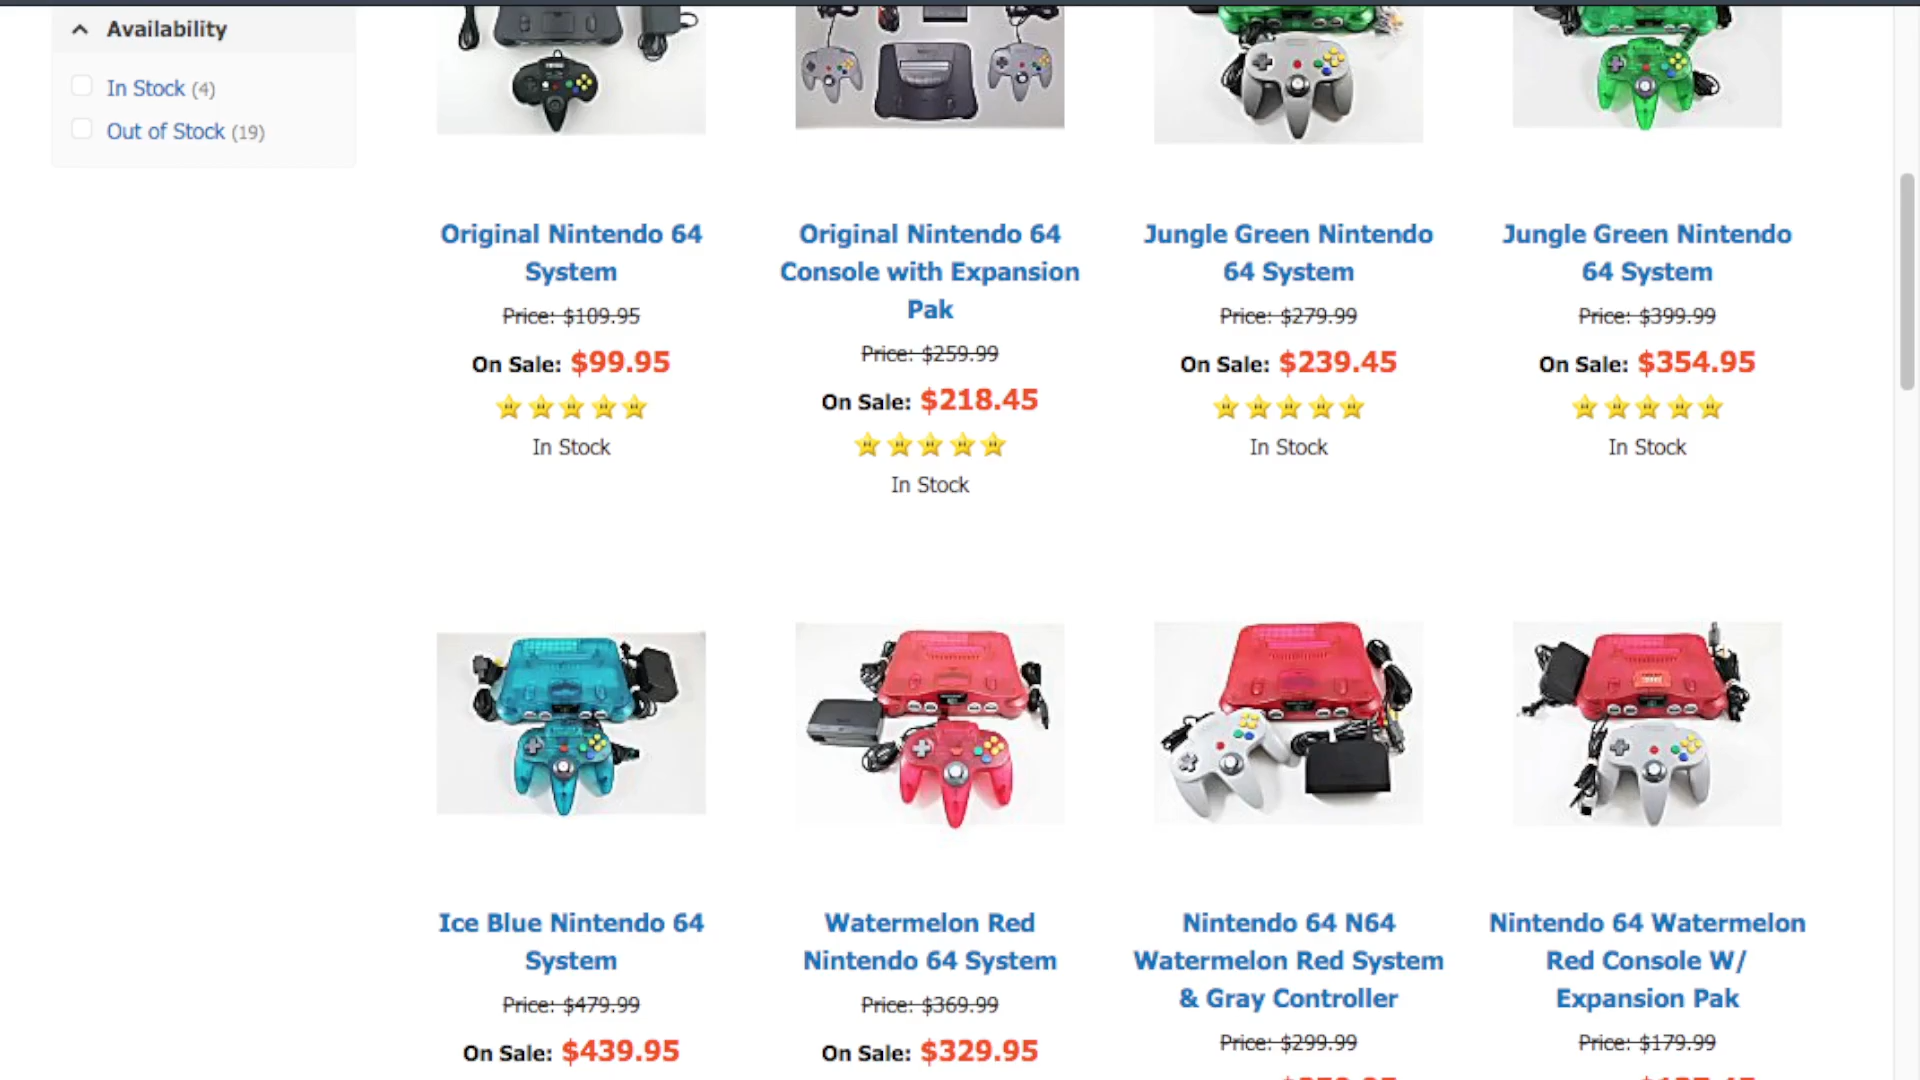 Availability
In Stock (4)
Out of Stock (19)
Original Nintendo 64
System
Price: $109.95
On Sale: $99.95
In Stock
Original Nintendo 64
Console with Expansion
Pak
Price: $259.99
On Sale: $218.45
In Stock
Jungle Green Nintendo
64 System
Price: $279.99
On Sale: $239.45
In Stock
Jungle Green Nintendo
64 System
Price: $399.99
On Sale: $354.95
In Stock
Ice Blue Nintendo 64
System
Price: $479.99
On Sale: $439.95
Watermelon Red
Nintendo 64 System
Price: $369.99
On Sale: $329.95
Nintendo 64 N64
Watermelon Red System
& Gray Controller
Price: $299.99
Nintendo 64 Watermelon
Red Console W/
Expansion Pak
Price: $179.99